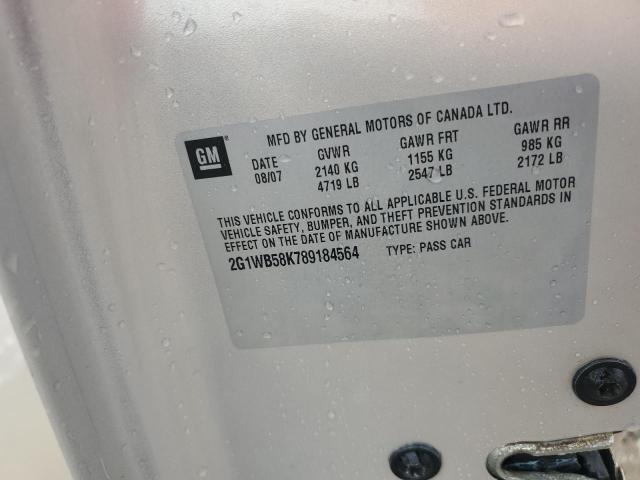 GM
MFD BY GENERAL MOTORS OF CANADA LTD.
DATE GVWR GAWR FRT GAWR RR
08/07 2140 KG 1155 KG 985 KG
4719 LB 2547 LB 2172 LB
THIS VEHICLE CONFORMS TO ALL APPLICABLE U.S. FEDERAL MOTOR
VEHICLE SAFETY, BUMPER, AND THEFT PREVENTION STANDARDS IN
EFFECT ON THE DATE OF MANUFACTURE SHOWN ABOVE.
2G1WB58K789184564 TYPE: PASS CAR